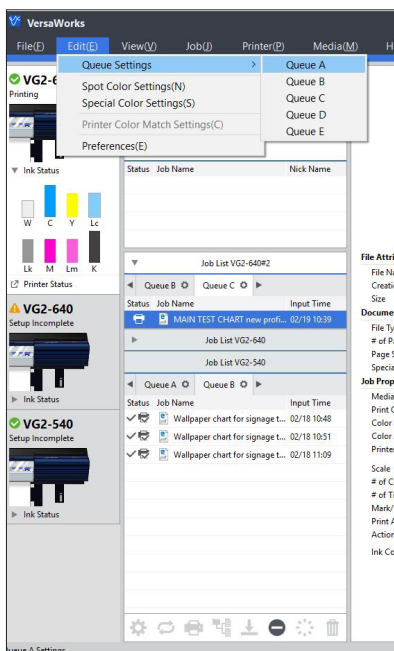 VersaWorks
File(F) Edit(E) View(V) Job(J) Printer(P) Media(M) H
Queue Settings > Queue A
Queue B
Spot Color Settings(N)
Queue C
Special Color Settings(S)
Queue D
Printer Color Match Settings(C)
Queue E
Preferences(E)
VG2-6
Printing
Ink Status
W C Y Lc
Lk M Lm K
Printer Status
VG2-640
Setup Incomplete
Ink Status
VG2-540
Setup Incomplete
Ink Status
Status Job Name Nick Name
Job List VG2-640#2
Queue B Queue C
Status Job Name Input Time
MAIN TEST CHART new profi... 02/19 10:39
Job List VG2-640
Job List VG2-540
Queue A Queue B
Status Job Name Input Time
Wallpaper chart for signage t... 02/18 10:48
Wallpaper chart for signage t... 02/18 10:51
Wallpaper chart for signage t... 02/18 11:09
File Attri
File Na
Creatic
Size
Docume
File Ty
# of Pa
Page S
Specia
Job Prop
Media
Print Q
Color
Color
Printer
Scale
# of C
# of Ti
Mark/
Print A
Action
Ink Co
Queue A Settings